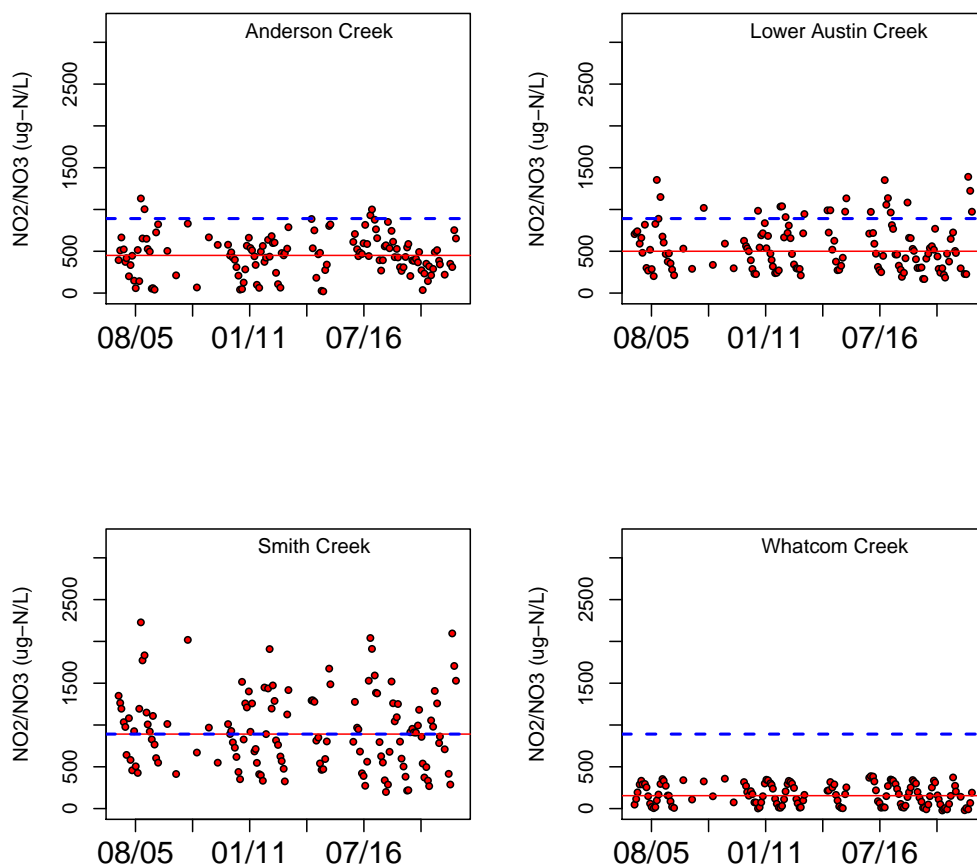 Anderson Creek
NO2/NO3 (ug−N/L)
2500
1500
500
0
08/05 01/11 07/16
Lower Austin Creek
NO2/NO3 (ug−N/L)
2500
1500
500
0
08/05 01/11 07/16
Smith Creek
NO2/NO3 (ug−N/L)
2500
1500
500
0
08/05 01/11 07/16
Whatcom Creek
NO2/NO3 (ug−N/L)
2500
1500
500
0
08/05 01/11 07/16